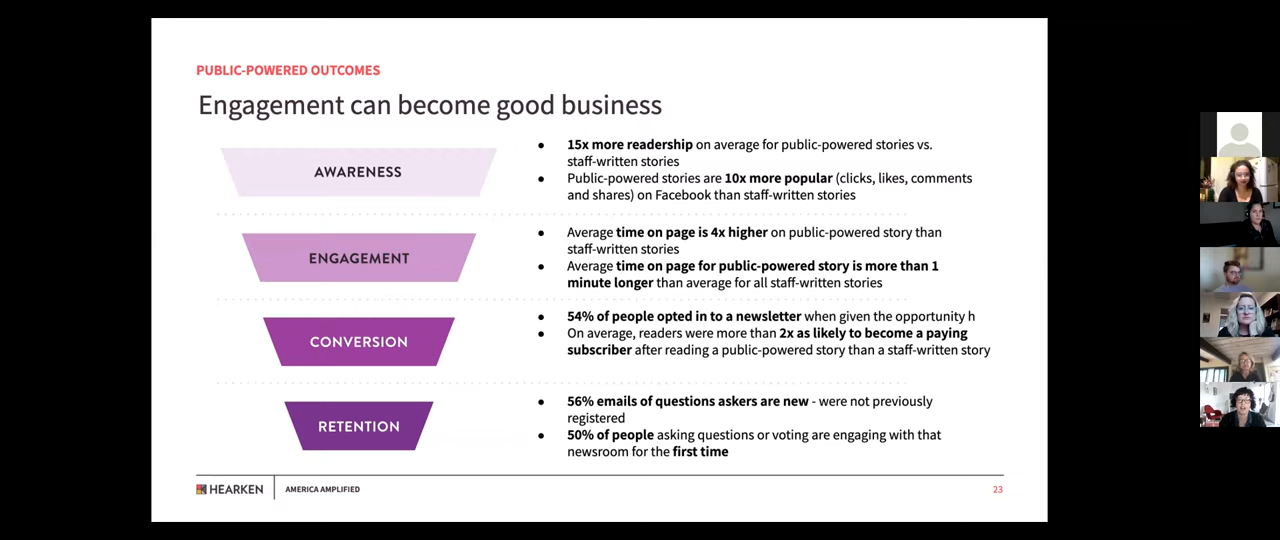 PUBLIC-POWERED OUTCOMES
Engagement can become good business
AWARENESS
● 15x more readership on average for public-powered stories vs.
staff-written stories
● Public-powered stories are 10x more popular (clicks, likes, comments
and shares) on Facebook than staff-written stories
ENGAGEMENT
● Average time on page is 4x higher on public-powered story than
staff-written stories
● Average time on page for public-powered story is more than 1
minute longer than average for all staff-written stories
CONVERSION
● 54% of people opted in to a newsletter when given the opportunity h
● On average, readers were more than 2x as likely to become a paying
subscriber after reading a public-powered story than a staff-written story
RETENTION
● 56% emails of questions askers are new - were not previously
registered
● 50% of people asking questions or voting are engaging with that
newsroom for the first time
HEARKEN
AMERICA AMPLIFIED
23